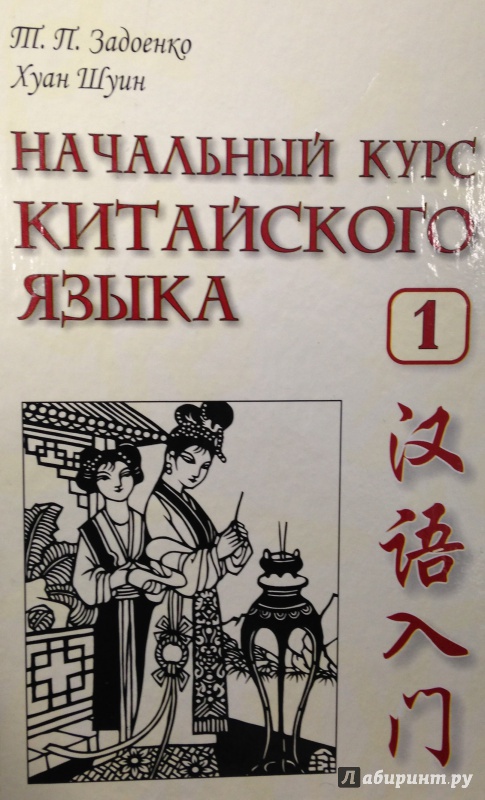 Т. П. Задоенко
Хуан Шуин
НАЧАЛЬНЫЙ КУРС
КИТАЙСКОГО
ЯЗЫКА
1
汉语入门
Лабиринт.ру